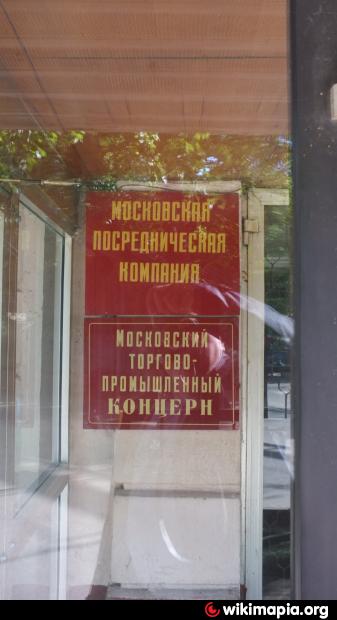 МОСКОВСКАЯ
ПОСРЕДНИЧЕСКАЯ
КОМПАНИЯ
МОСКОВСКИЙ
ТОРГОВО-
ПРОМЫШЛЕННЫЙ
КОНЦЕРН
wikimapia.org